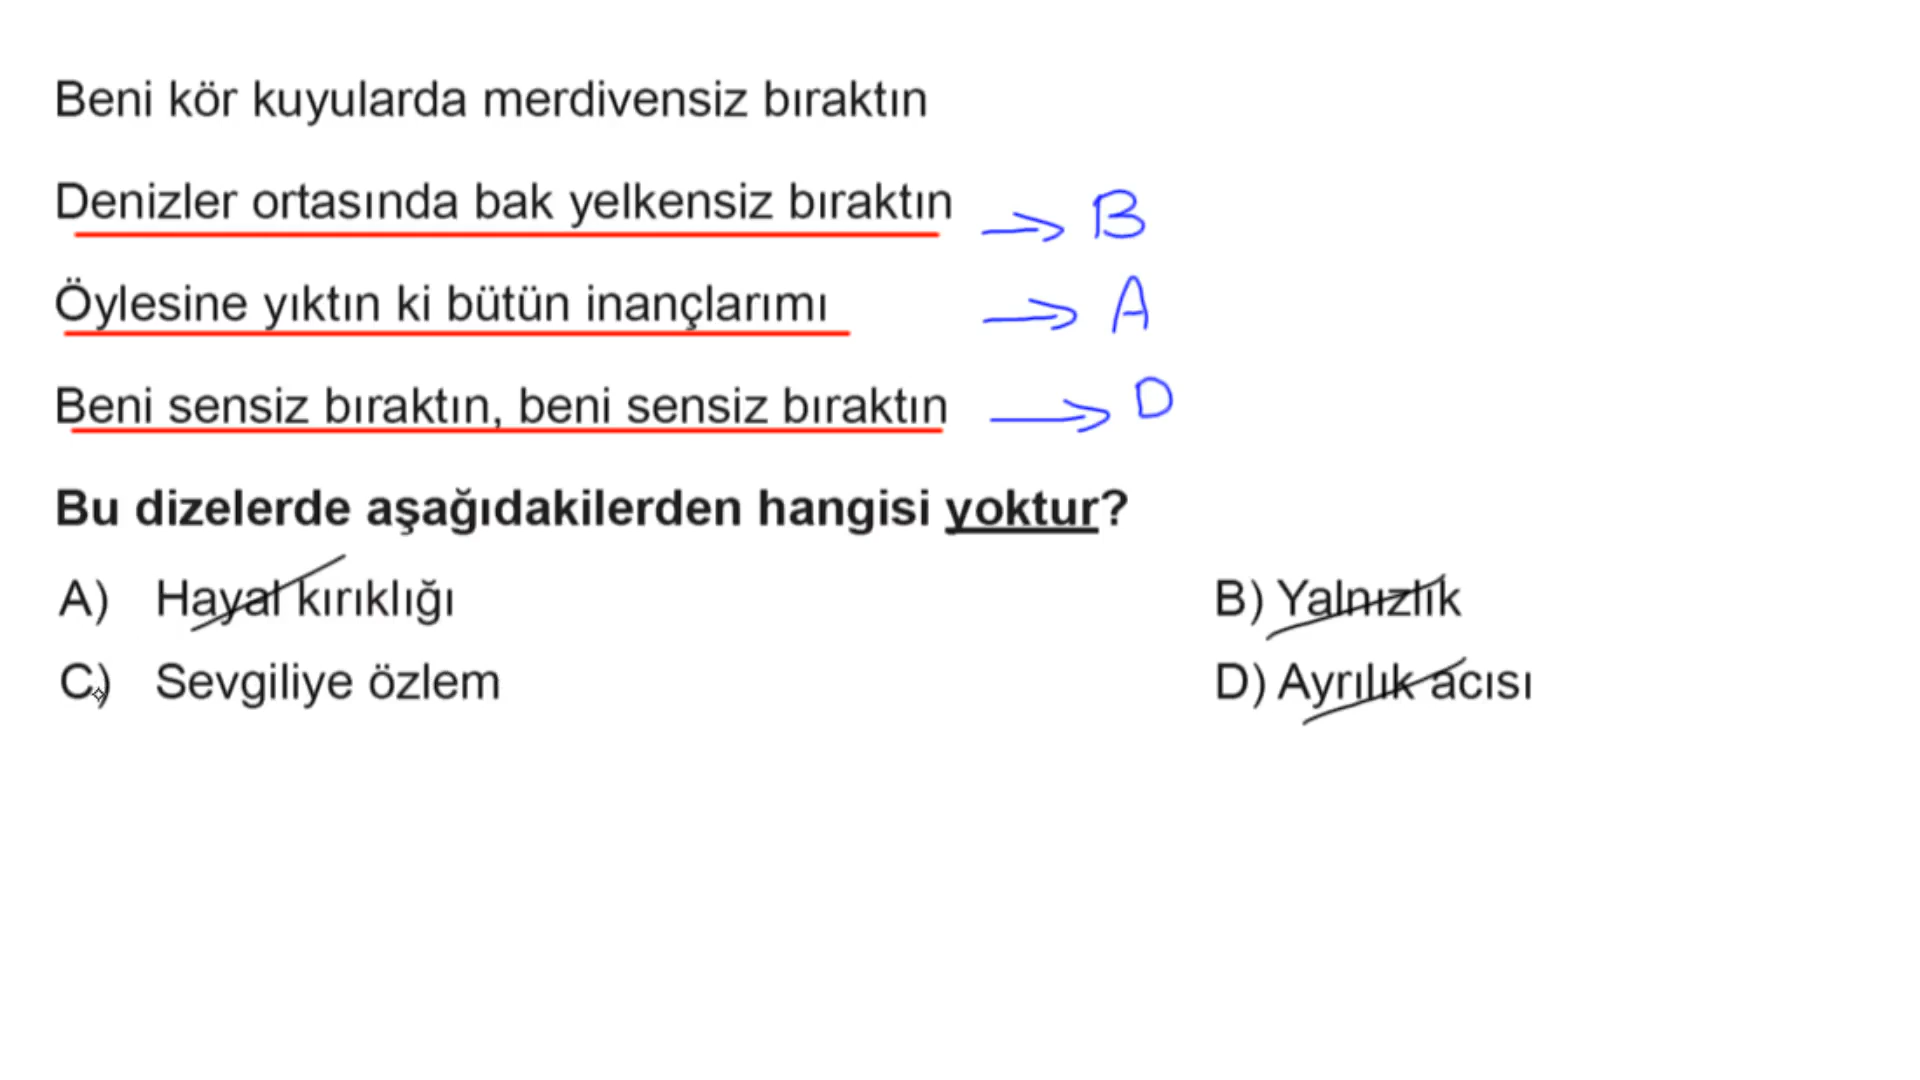 Beni kör kuyularda merdivensiz bıraktın
Denizler ortasında bak yelkensiz bıraktın → B
Öylesine yıktın ki bütün inançlarımı → A
Beni sensiz bıraktın, beni sensiz bıraktın → D
Bu dizelerde aşağıdakilerden hangisi yoktur?
A) Hayal kırıklığı B) Yalnızlık
C) Sevgiliye özlem D) Ayrılık acısı